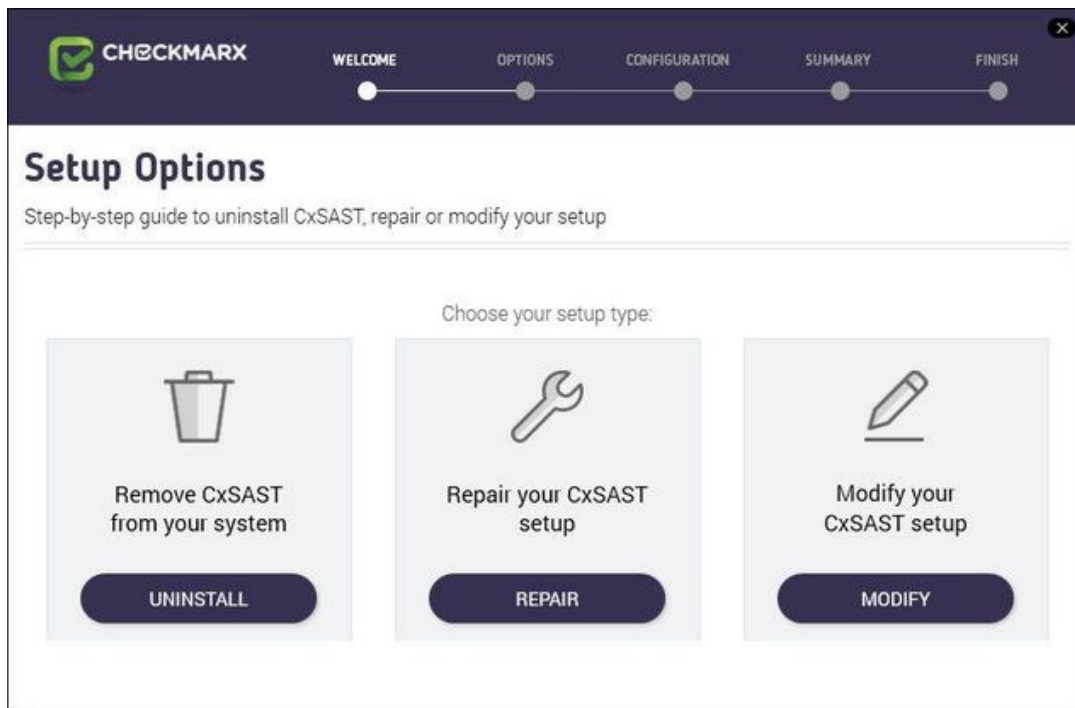 CHECKMARX
WELCOME
OPTIONS
CONFIGURATION
SUMMARY
FINISH
Setup Options
Step-by-step guide to uninstall CxSAST, repair or modify your setup
Choose your setup type:
Remove CxSAST
from your system
UNINSTALL
Repair your CxSAST
setup
REPAIR
Modify your
CxSAST setup
MODIFY